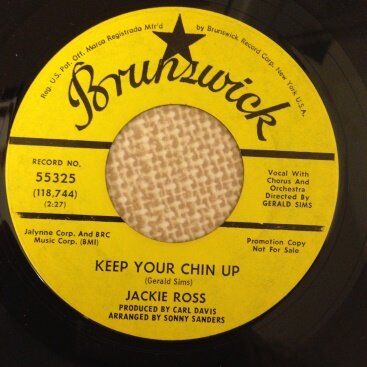 Reg. U.S. Pat. Off. Marca Registrada Mfr'd by Brunswick Record Corp. New York, U.S.A.
Brunswick
RECORD NO.
55325
(118,744)
(2:27)
Vocal With
Chorus And
Orchestra
Directed By
GERALD SIMS
Jalynne Corp. And BRC
Music Corp. (BMI)
Promotion Copy
Not For Sale
KEEP YOUR CHIN UP
(Gerald Sims)
JACKIE ROSS
PRODUCED BY CARL DAVIS
ARRANGED BY SONNY SANDERS